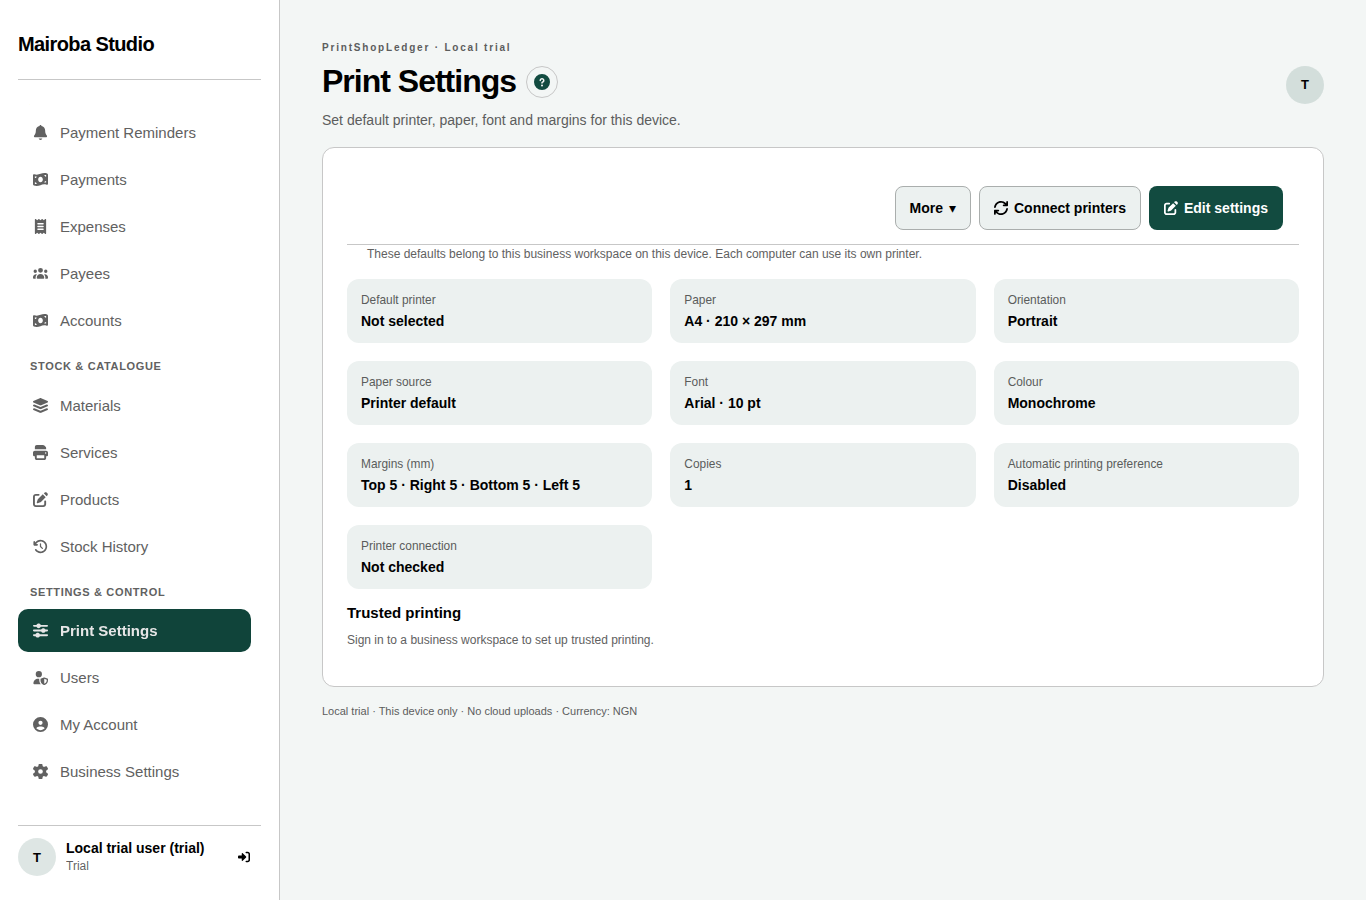 Mairoba Studio
Payment Reminders
Payments
Expenses
Payees
Accounts
STOCK & CATALOGUE
Materials
Services
Products
Stock History
SETTINGS & CONTROL
Print Settings
Users
My Account
Business Settings
T
Local trial user (trial)
Trial
PrintShopLedger · Local trial
Print Settings ?
T
Set default printer, paper, font and margins for this device.
More ▾ Connect printers Edit settings
These defaults belong to this business workspace on this device. Each computer can use its own printer.
Default printer
Not selected
Paper
A4 · 210 × 297 mm
Orientation
Portrait
Paper source
Printer default
Font
Arial · 10 pt
Colour
Monochrome
Margins (mm)
Top 5 · Right 5 · Bottom 5 · Left 5
Copies
1
Automatic printing preference
Disabled
Printer connection
Not checked
Trusted printing
Sign in to a business workspace to set up trusted printing.
Local trial · This device only · No cloud uploads · Currency: NGN